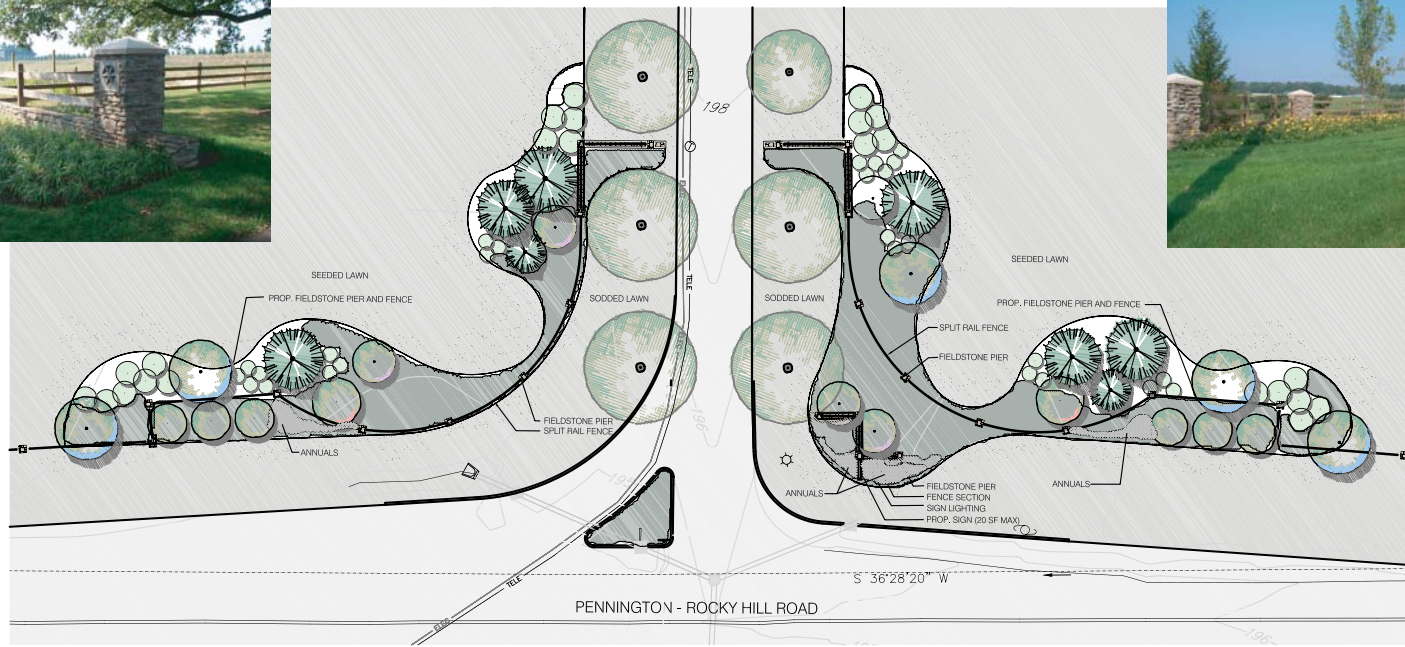 TELE
198
SEEDED LAWN
SEEDED LAWN
PROP. FIELDSTONE PIER AND FENCE
SODDED LAWN
TELE
SODDED LAWN
PROP. FIELDSTONE PIER AND FENCE
SPLIT RAIL FENCE
FIELDSTONE PIER
196
FIELDSTONE PIER
SPLIT RAIL FENCE
ANNUALS
ANNUALS
ANNUALS
FIELDSTONE PIER
FENCE SECTION
SIGN LIGHTING
PROP. SIGN (20 SF MAX)
TELE
S 36°28'20" W
PENNINGTON - ROCKY HILL ROAD
ELEC
196